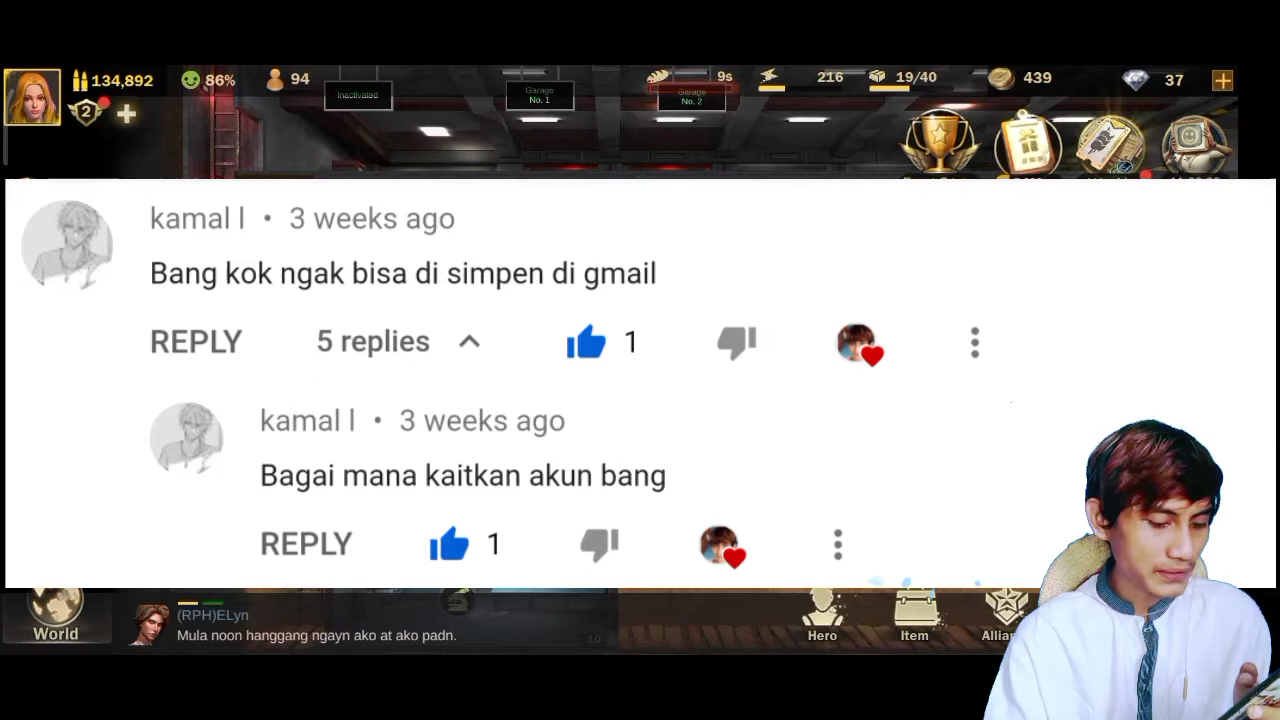 134,892 86% 94 9s 216 19/40 439 37
Inactivated
Garage
No. 1
Garage
No. 2
2
kamal l • 3 weeks ago
Bang kok ngak bisa di simpen di gmail
REPLY 5 replies 1
kamal l • 3 weeks ago
Bagai mana kaitkan akun bang
REPLY 1
World
(RPH)ELyn
Mula noon hanggang ngayn ako at ako padn.
10
Hero Item